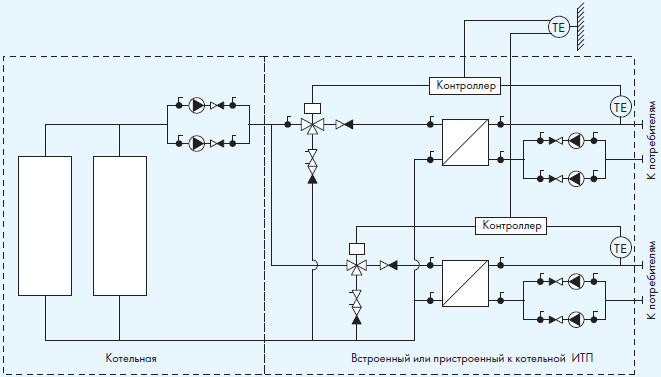 ТЕ
Контроллер
ТЕ
К потребителям
Контроллер
ТЕ
К потребителям
Котельная
Встроенный или пристроенный к котельной ИТП